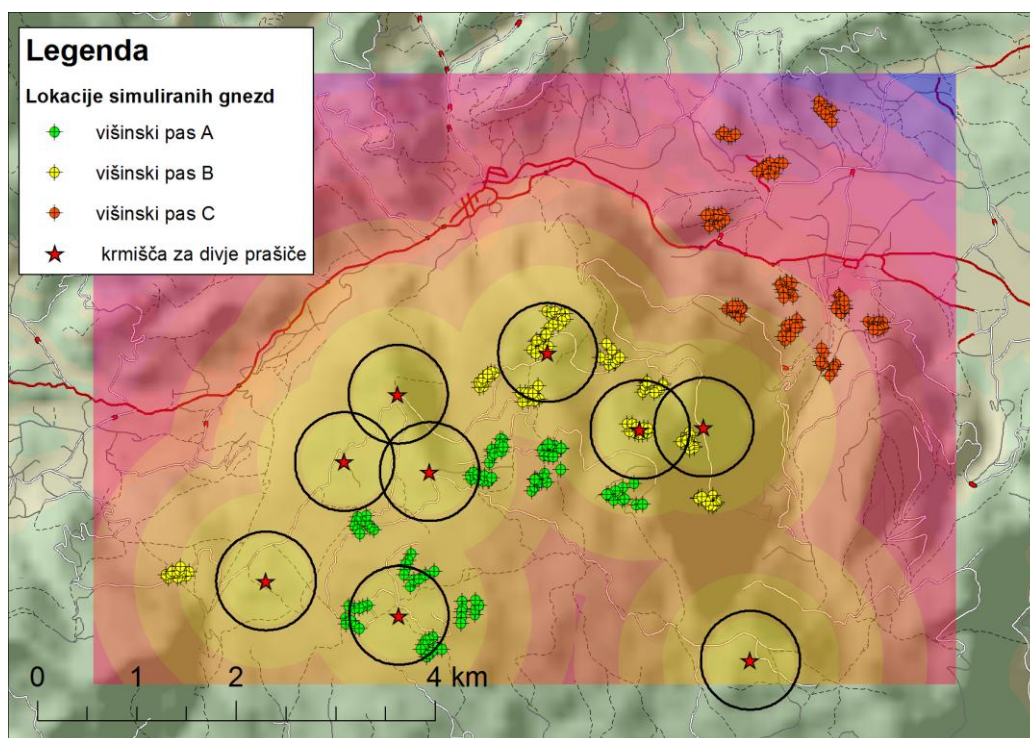 Legenda
Lokacije simuliranih gnezd
višinski pas A
višinski pas B
višinski pas C
krmišča za divje prašiče
0 1 2 4 km